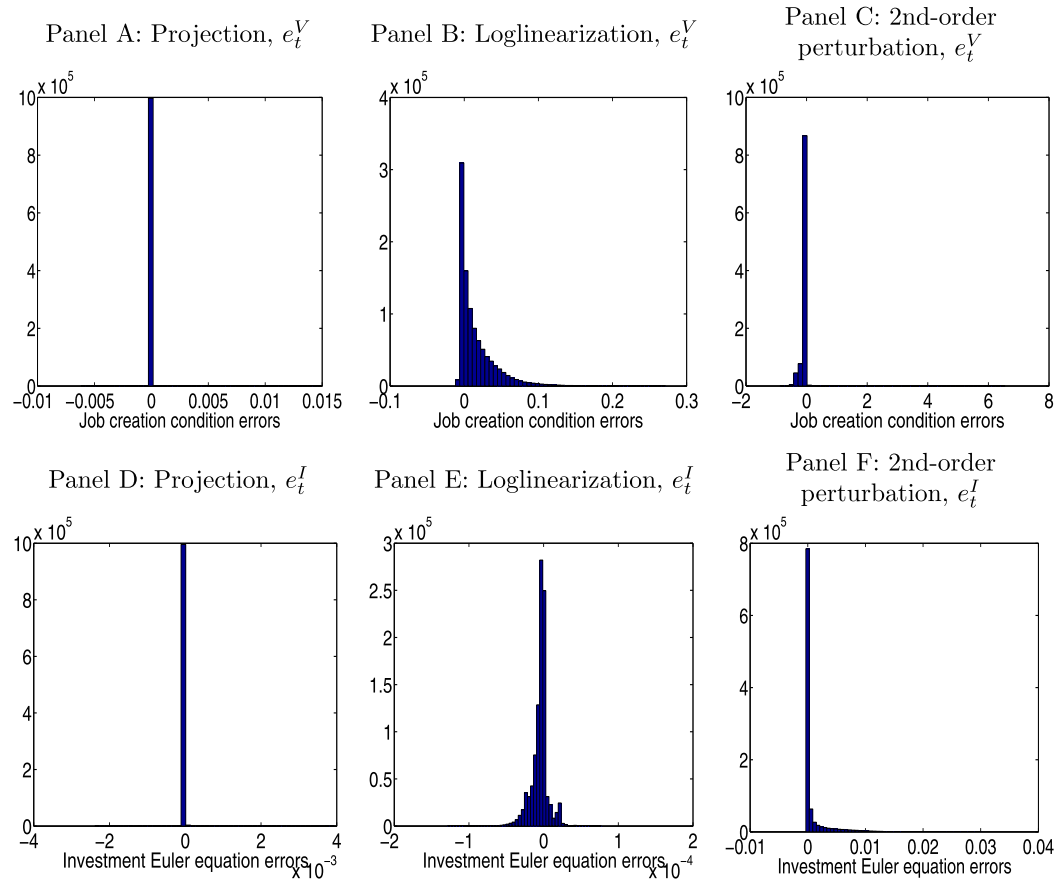 Panel A: Projection, e_t^V
Panel B: Loglinearization, e_t^V
Panel C: 2nd-order
perturbation, e_t^V
x 10^5
10
8
6
4
2
0
−0.01 −0.005 0 0.005 0.01 0.015
Job creation condition errors
x 10^5
4
3
2
1
0
−0.1 0 0.1 0.2 0.3
Job creation condition errors
x 10^5
10
8
6
4
2
0
−2 0 2 4 6 8
Job creation condition errors
Panel D: Projection, e_t^I
Panel E: Loglinearization, e_t^I
Panel F: 2nd-order
perturbation, e_t^I
x 10^5
10
8
6
4
2
0
−4 −2 0 2 4
Investment Euler equation errors
x 10^−3
x 10^5
3
2.5
2
1.5
1
0.5
0
−2 −1 0 1 2
Investment Euler equation errors
x 10^−4
x 10^5
8
6
4
2
0
−0.01 0 0.01 0.02 0.03 0.04
Investment Euler equation errors